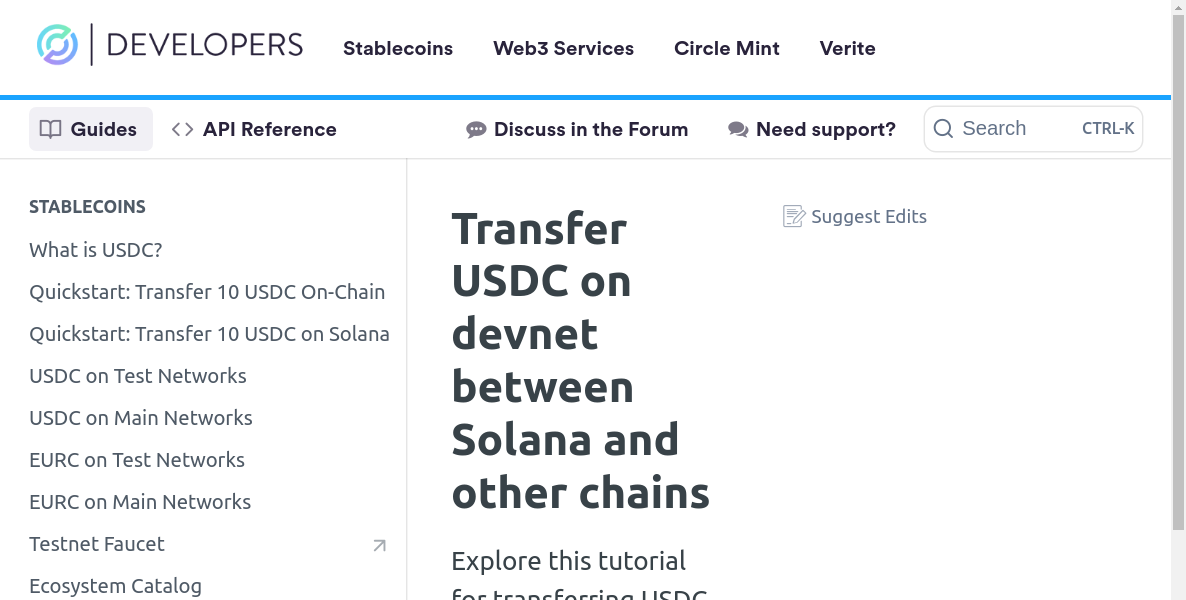 DEVELOPERS
Stablecoins
Web3 Services
Circle Mint
Verite
Guides
API Reference
Discuss in the Forum
Need support?
Search
CTRL-K
STABLECOINS
What is USDC?
Quickstart: Transfer 10 USDC On-Chain
Quickstart: Transfer 10 USDC on Solana
USDC on Test Networks
USDC on Main Networks
EURC on Test Networks
EURC on Main Networks
Testnet Faucet
Ecosystem Catalog
Transfer
USDC on
devnet
between
Solana and
other chains
Suggest Edits
Explore this tutorial
for transferring USDC